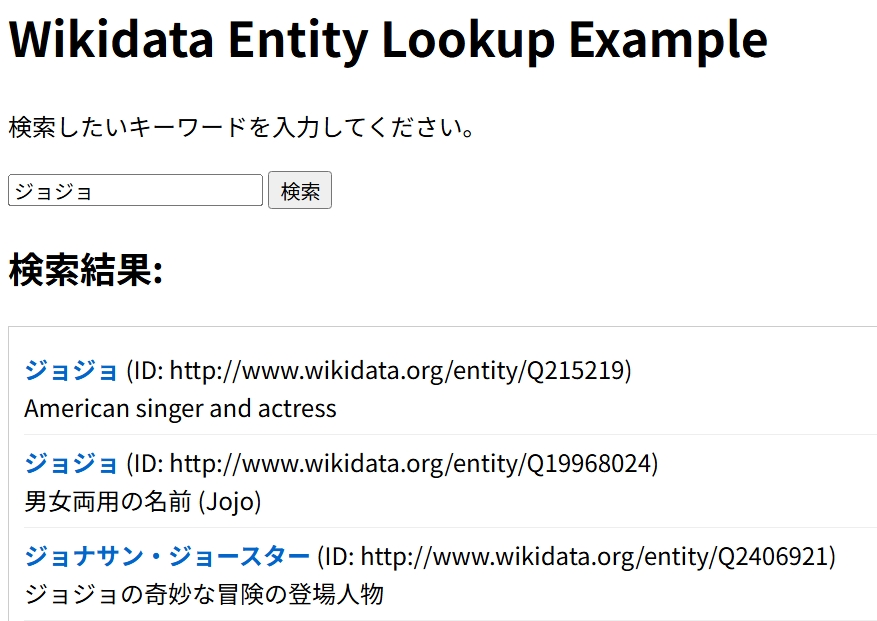 Wikidata Entity Lookup Example
検索したいキーワードを入力してください。
ジョジョ 検索
検索結果:
ジョジョ (ID: http://www.wikidata.org/entity/Q215219)
American singer and actress
ジョジョ (ID: http://www.wikidata.org/entity/Q19968024)
男女両用の名前 (Jojo)
ジョナサン・ジョースター (ID: http://www.wikidata.org/entity/Q2406921)
ジョジョの奇妙な冒険の登場人物